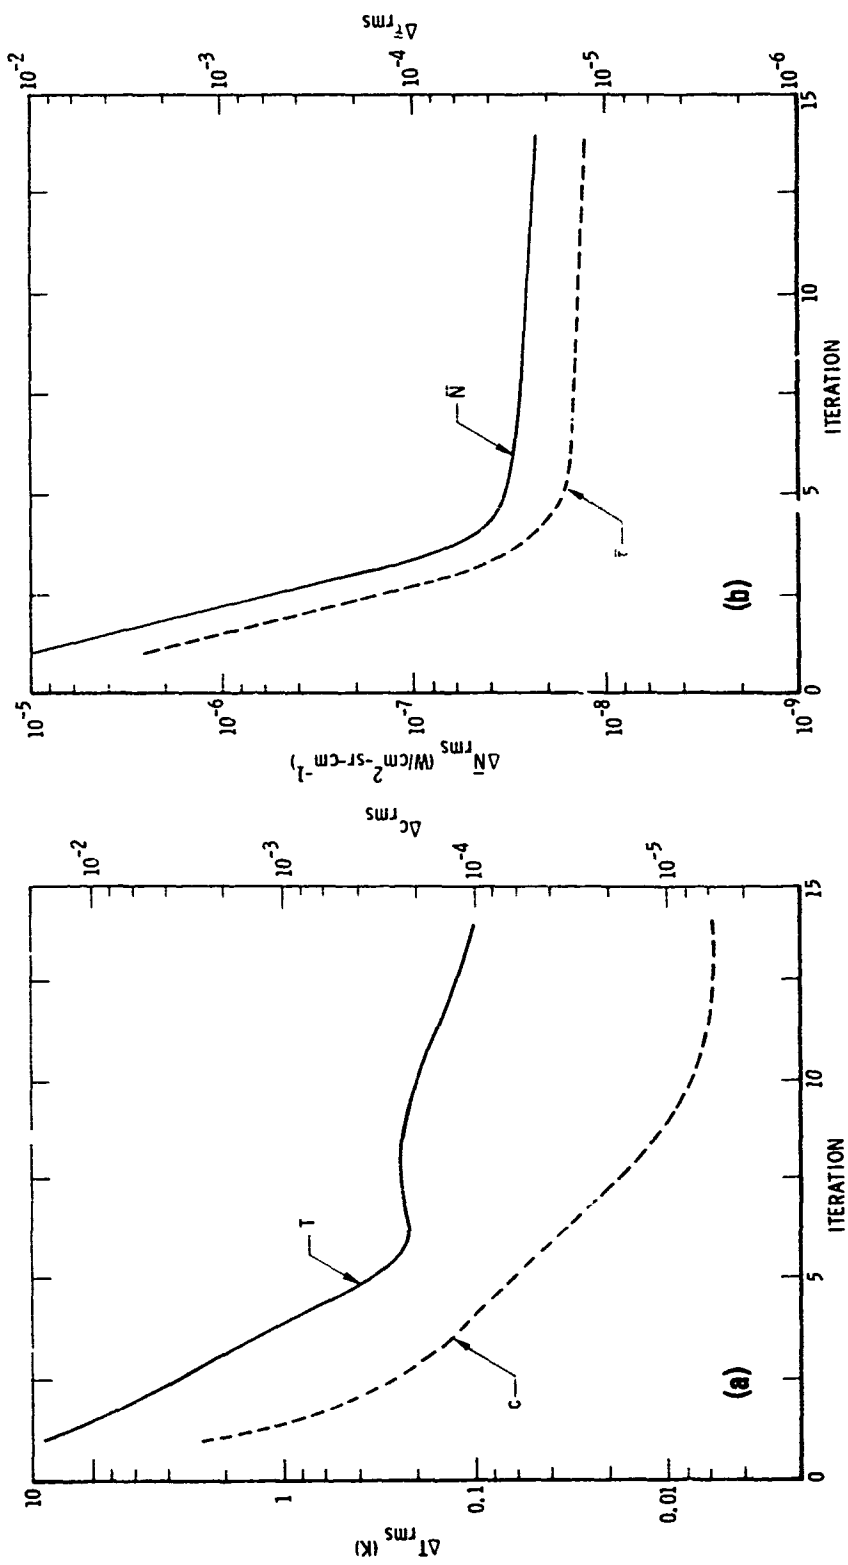 10
1
0.1
0.01
ΔT rms (K)
10⁻²
10⁻³
10⁻⁴
10⁻⁵
Δc rms
0
5
10
15
ITERATION
T
c
(a)
10⁻⁵
10⁻⁶
10⁻⁷
10⁻⁸
10⁻⁹
ΔN̄ rms (W/cm²-sr-cm⁻¹)
10⁻²
10⁻³
10⁻⁴
10⁻⁵
10⁻⁶
Δτ̄ rms
0
5
10
15
ITERATION
N̄
τ̄
(b)